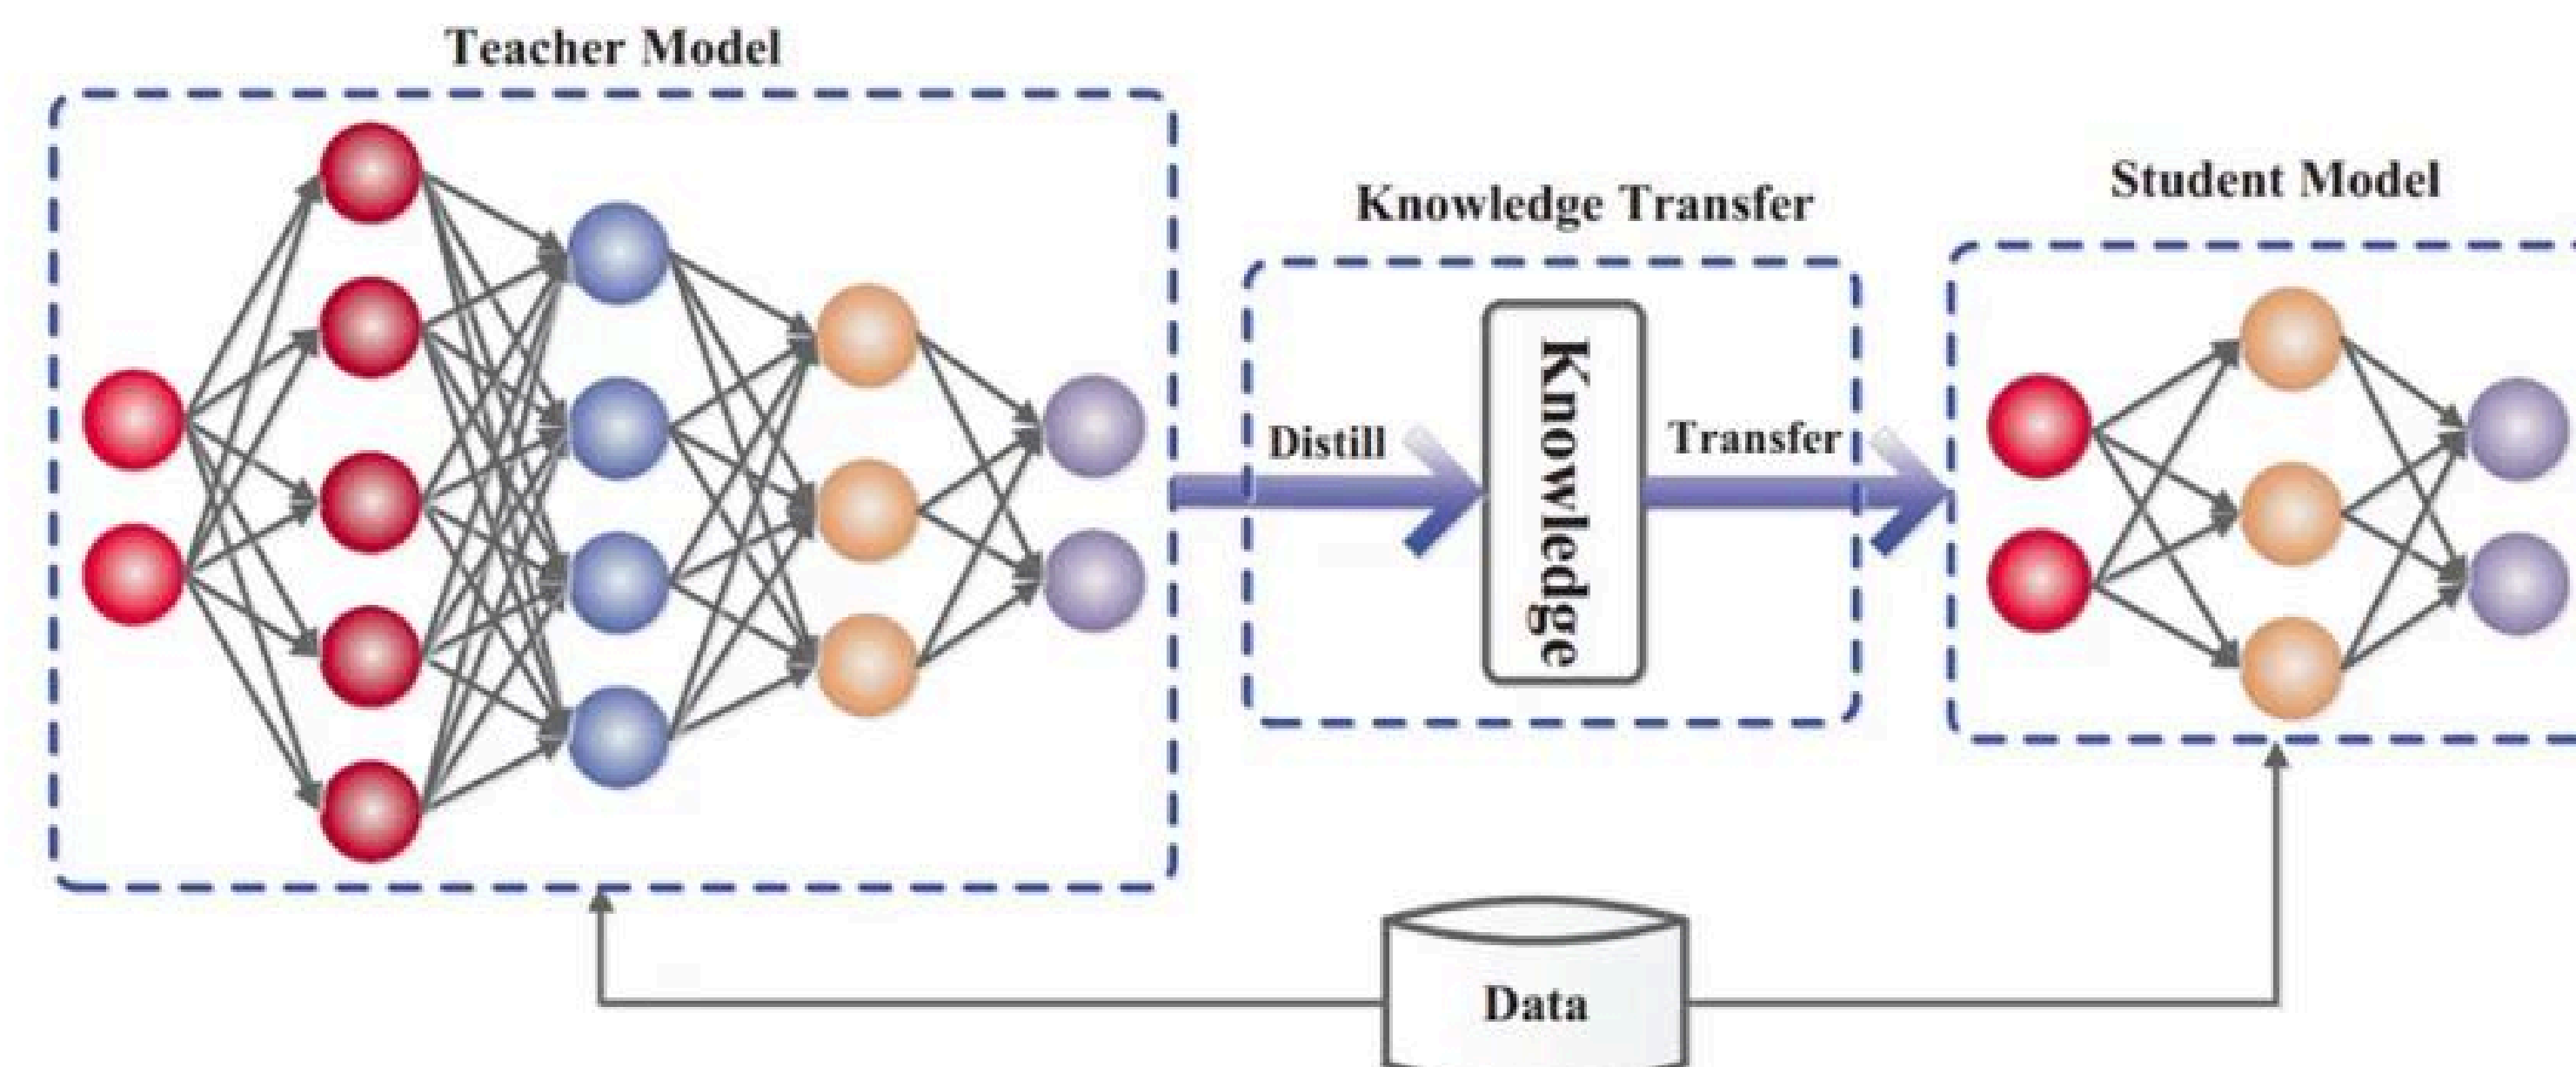 Teacher Model
Knowledge Transfer
Student Model
Distill
Knowledge
Transfer
Data